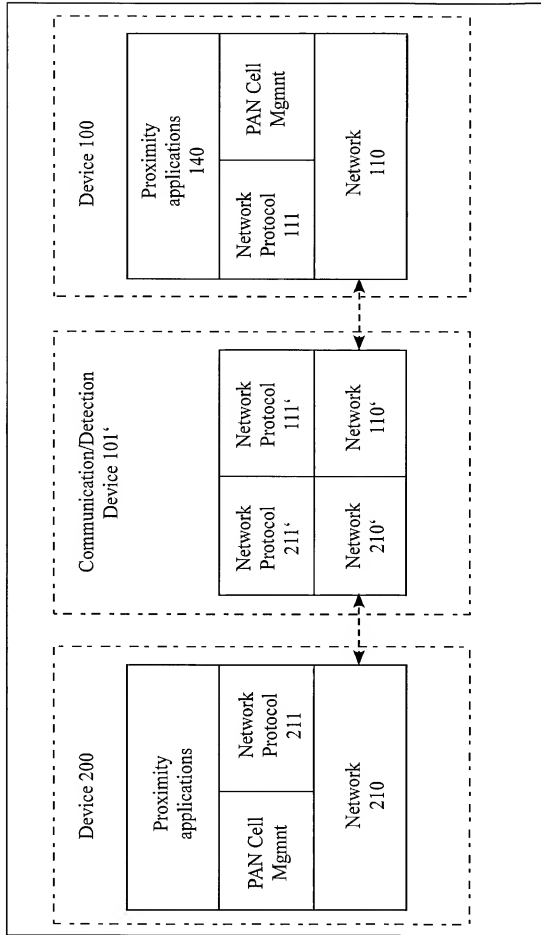 Device 200
Proximity
applications
PAN Cell
Mgmnt
Network
Protocol
211
Network
210
Communication/Detection
Device 101‘
Network
Protocol
211‘
Network
Protocol
111‘
Network
210‘
Network
110‘
Device 100
Proximity
applications
140
Network
Protocol
111
PAN Cell
Mgmnt
Network
110